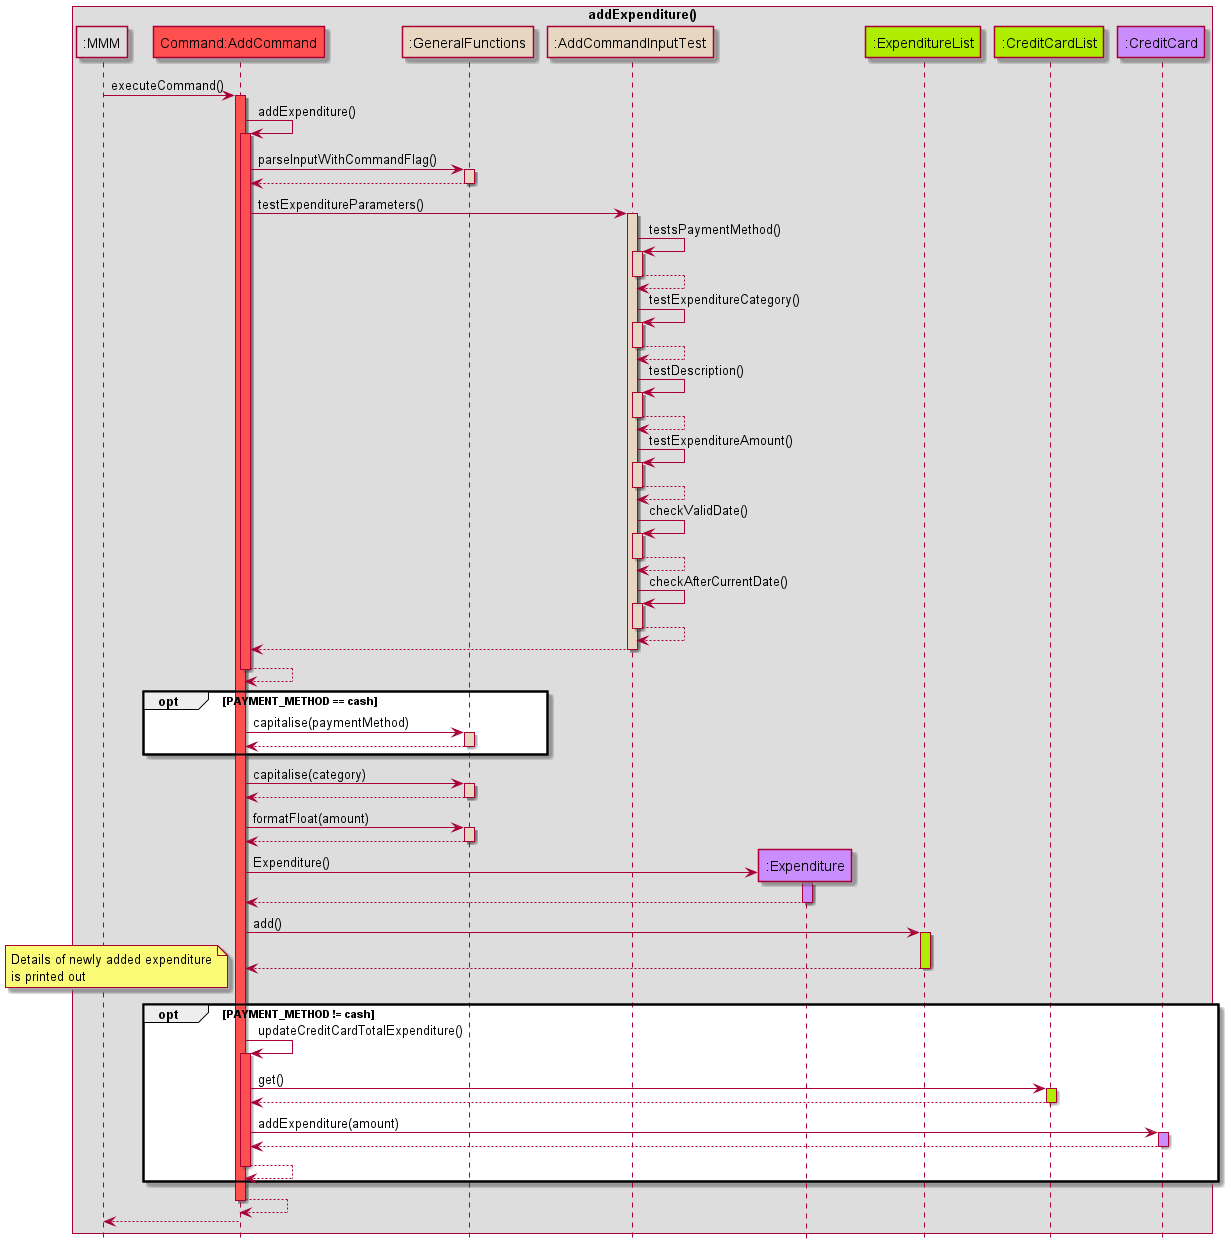 addExpenditure()
:MMM
Command:AddCommand
:GeneralFunctions
:AddCommandInputTest
:ExpenditureList
:CreditCardList
:CreditCard
executeCommand()
addExpenditure()
parseInputWithCommandFlag()
testExpenditureParameters()
testsPaymentMethod()
testExpenditureCategory()
testDescription()
testExpenditureAmount()
checkValidDate()
checkAfterCurrentDate()
opt [PAYMENT_METHOD == cash]
capitalise(paymentMethod)
capitalise(category)
formatFloat(amount)
Expenditure()
:Expenditure
add()
Details of newly added expenditure
is printed out
opt [PAYMENT_METHOD != cash]
updateCreditCardTotalExpenditure()
get()
addExpenditure(amount)